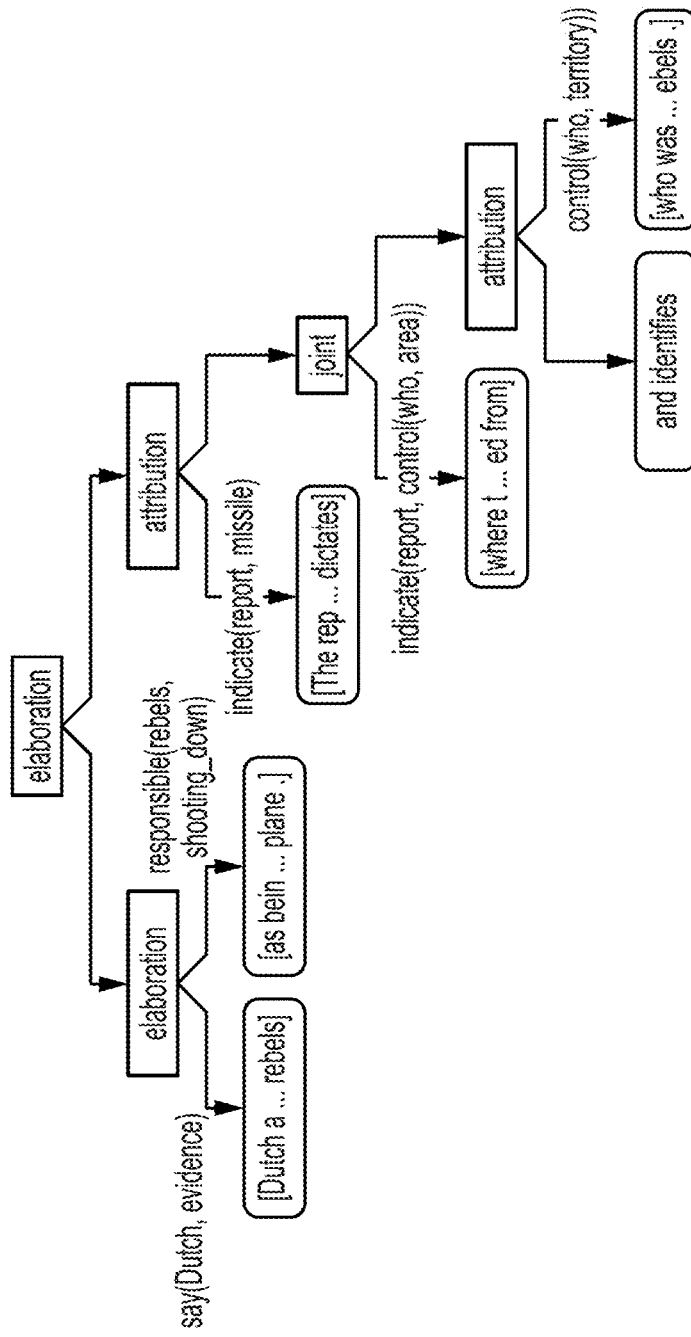 elaboration
elaboration
attribution
say(Dutch, evidence)
responsible(rebels,
shooting_down)
indicate(report, missile)
[Dutch a ... rebels]
[as bein ... plane .]
[The rep ... dictates]
joint
indicate(report, control(who, area))
[where t ... ed from]
attribution
control(who, territory))
and identifies
[who was ... ebels .]